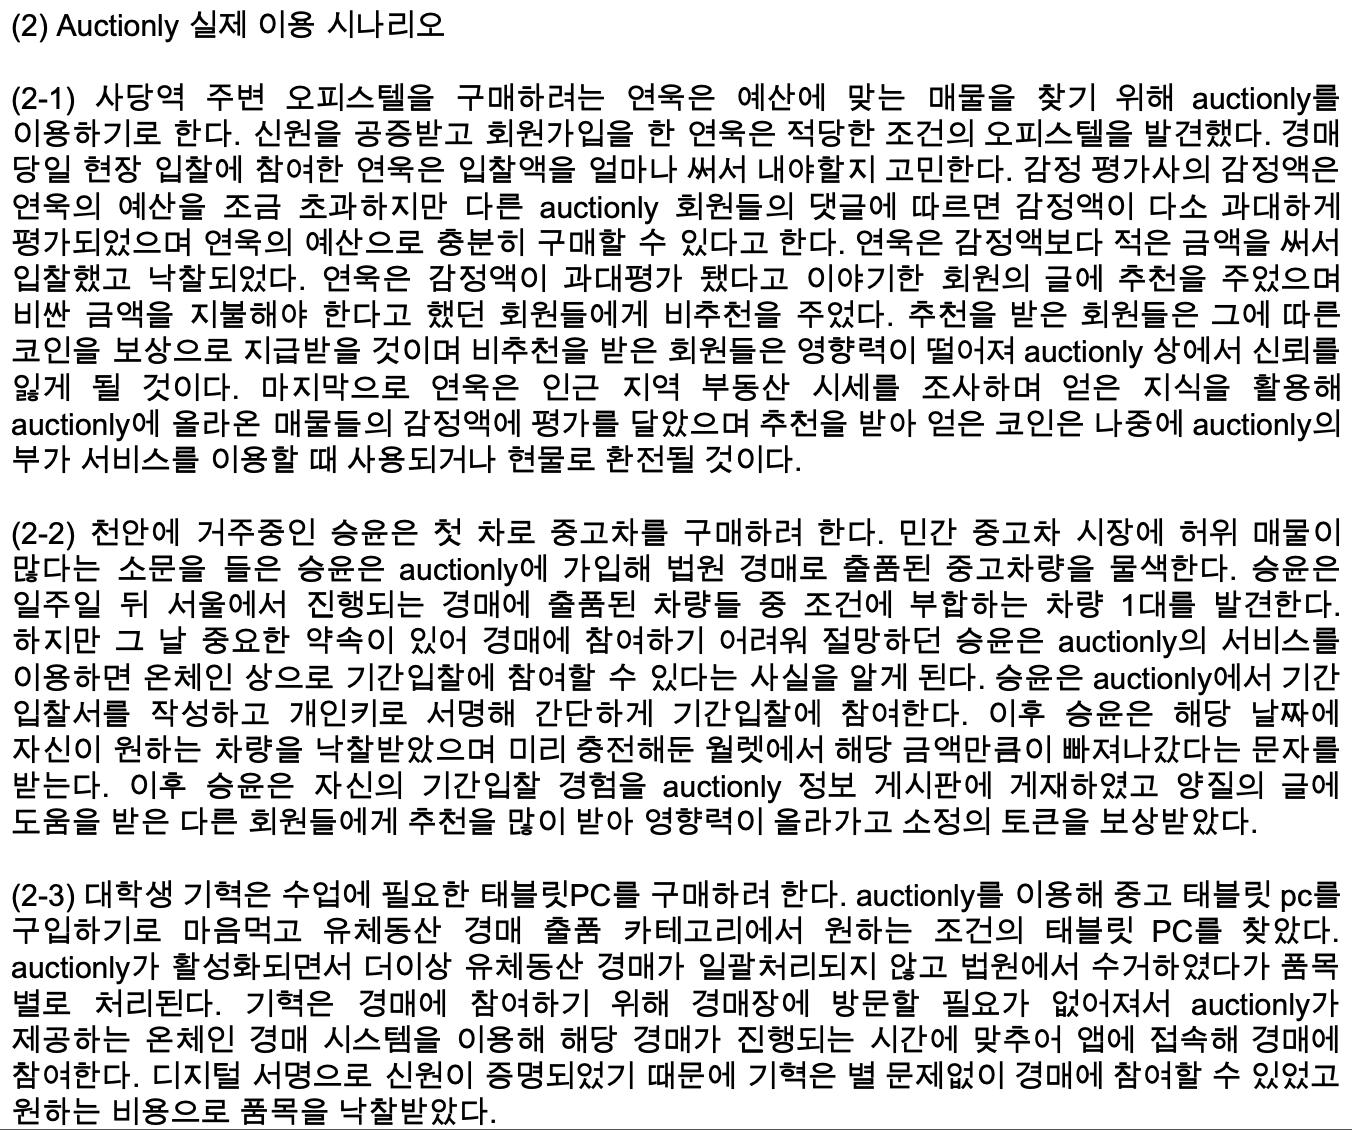 (2) Auctionly 실제 이용 시나리오
(2-1) 사당역 주변 오피스텔을 구매하려는 연욱은 예산에 맞는 매물을 찾기 위해 auctionly를
이용하기로 한다. 신원을 공증받고 회원가입을 한 연욱은 적당한 조건의 오피스텔을 발견했다. 경매
당일 현장 입찰에 참여한 연욱은 입찰액을 얼마나 써서 내야할지 고민한다. 감정 평가사의 감정액은
연욱의 예산을 조금 초과하지만 다른 auctionly 회원들의 댓글에 따르면 감정액이 다소 과대하게
평가되었으며 연욱의 예산으로 충분히 구매할 수 있다고 한다. 연욱은 감정액보다 적은 금액을 써서
입찰했고 낙찰되었다. 연욱은 감정액이 과대평가 됐다고 이야기한 회원의 글에 추천을 주었으며
비싼 금액을 지불해야 한다고 했던 회원들에게 비추천을 주었다. 추천을 받은 회원들은 그에 따른
코인을 보상으로 지급받을 것이며 비추천을 받은 회원들은 영향력이 떨어져 auctionly 상에서 신뢰를
잃게 될 것이다. 마지막으로 연욱은 인근 지역 부동산 시세를 조사하며 얻은 지식을 활용해
auctionly에 올라온 매물들의 감정액에 평가를 달았으며 추천을 받아 얻은 코인은 나중에 auctionly의
부가 서비스를 이용할 때 사용되거나 현물로 환전될 것이다.
(2-2) 천안에 거주중인 승윤은 첫 차로 중고차를 구매하려 한다. 민간 중고차 시장에 허위 매물이
많다는 소문을 들은 승윤은 auctionly에 가입해 법원 경매로 출품된 중고차량을 물색한다. 승윤은
일주일 뒤 서울에서 진행되는 경매에 출품된 차량들 중 조건에 부합하는 차량 1대를 발견한다.
하지만 그 날 중요한 약속이 있어 경매에 참여하기 어려워 절망하던 승윤은 auctionly의 서비스를
이용하면 온체인 상으로 기간입찰에 참여할 수 있다는 사실을 알게 된다. 승윤은 auctionly에서 기간
입찰서를 작성하고 개인키로 서명해 간단하게 기간입찰에 참여한다. 이후 승윤은 해당 날짜에
자신이 원하는 차량을 낙찰받았으며 미리 충전해둔 월렛에서 해당 금액만큼이 빠져나갔다는 문자를
받는다. 이후 승윤은 자신의 기간입찰 경험을 auctionly 정보 게시판에 게재하였고 양질의 글에
도움을 받은 다른 회원들에게 추천을 많이 받아 영향력이 올라가고 소정의 토큰을 보상받았다.
(2-3) 대학생 기혁은 수업에 필요한 태블릿PC를 구매하려 한다. auctionly를 이용해 중고 태블릿 pc를
구입하기로 마음먹고 유체동산 경매 출품 카테고리에서 원하는 조건의 태블릿 PC를 찾았다.
auctionly가 활성화되면서 더이상 유체동산 경매가 일괄처리되지 않고 법원에서 수거하였다가 품목
별로 처리된다. 기혁은 경매에 참여하기 위해 경매장에 방문할 필요가 없어져서 auctionly가
제공하는 온체인 경매 시스템을 이용해 해당 경매가 진행되는 시간에 맞추어 앱에 접속해 경매에
참여한다. 디지털 서명으로 신원이 증명되었기 때문에 기혁은 별 문제없이 경매에 참여할 수 있었고
원하는 비용으로 품목을 낙찰받았다.